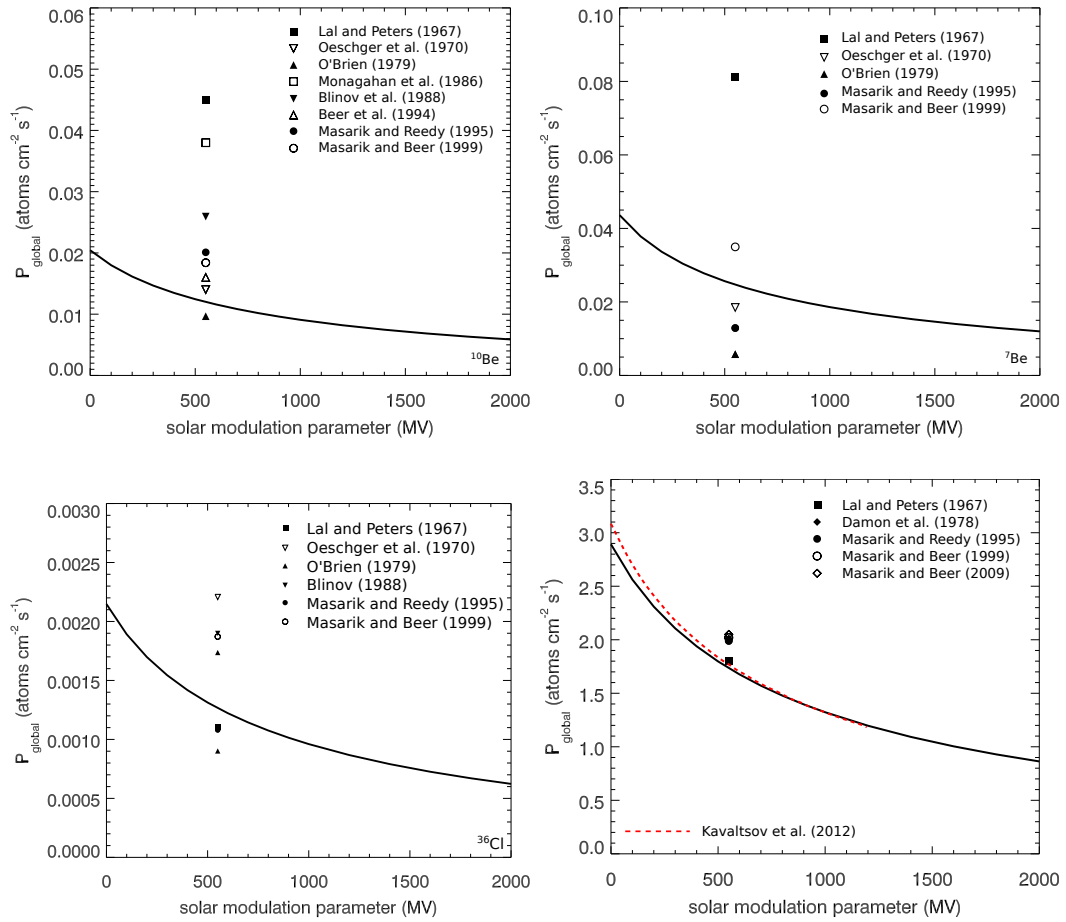 0.06
0.05
0.04
0.03
0.02
0.01
0.00
P_global (atoms cm⁻² s⁻¹)
Lal and Peters (1967)
Oeschger et al. (1970)
O'Brien (1979)
Monagahan et al. (1986)
Blinov et al. (1988)
Beer et al. (1994)
Masarik and Reedy (1995)
Masarik and Beer (1999)
¹⁰Be
0 500 1000 1500 2000
solar modulation parameter (MV)
0.10
0.08
0.06
0.04
0.02
0.00
P_global (atoms cm⁻² s⁻¹)
Lal and Peters (1967)
Oeschger et al. (1970)
O'Brien (1979)
Masarik and Reedy (1995)
Masarik and Beer (1999)
⁷Be
0 500 1000 1500 2000
solar modulation parameter (MV)
0.0030
0.0025
0.0020
0.0015
0.0010
0.0005
0.0000
P_global (atoms cm⁻² s⁻¹)
Lal and Peters (1967)
Oeschger et al. (1970)
O'Brien (1979)
Blinov (1988)
Masarik and Reedy (1995)
Masarik and Beer (1999)
³⁶Cl
0 500 1000 1500 2000
solar modulation parameter (MV)
3.5
3.0
2.5
2.0
1.5
1.0
0.5
0.0
P_global (atoms cm⁻² s⁻¹)
Lal and Peters (1967)
Damon et al. (1978)
Masarik and Reedy (1995)
Masarik and Beer (1999)
Masarik and Beer (2009)
Kavaltsov et al. (2012)
0 500 1000 1500 2000
solar modulation parameter (MV)